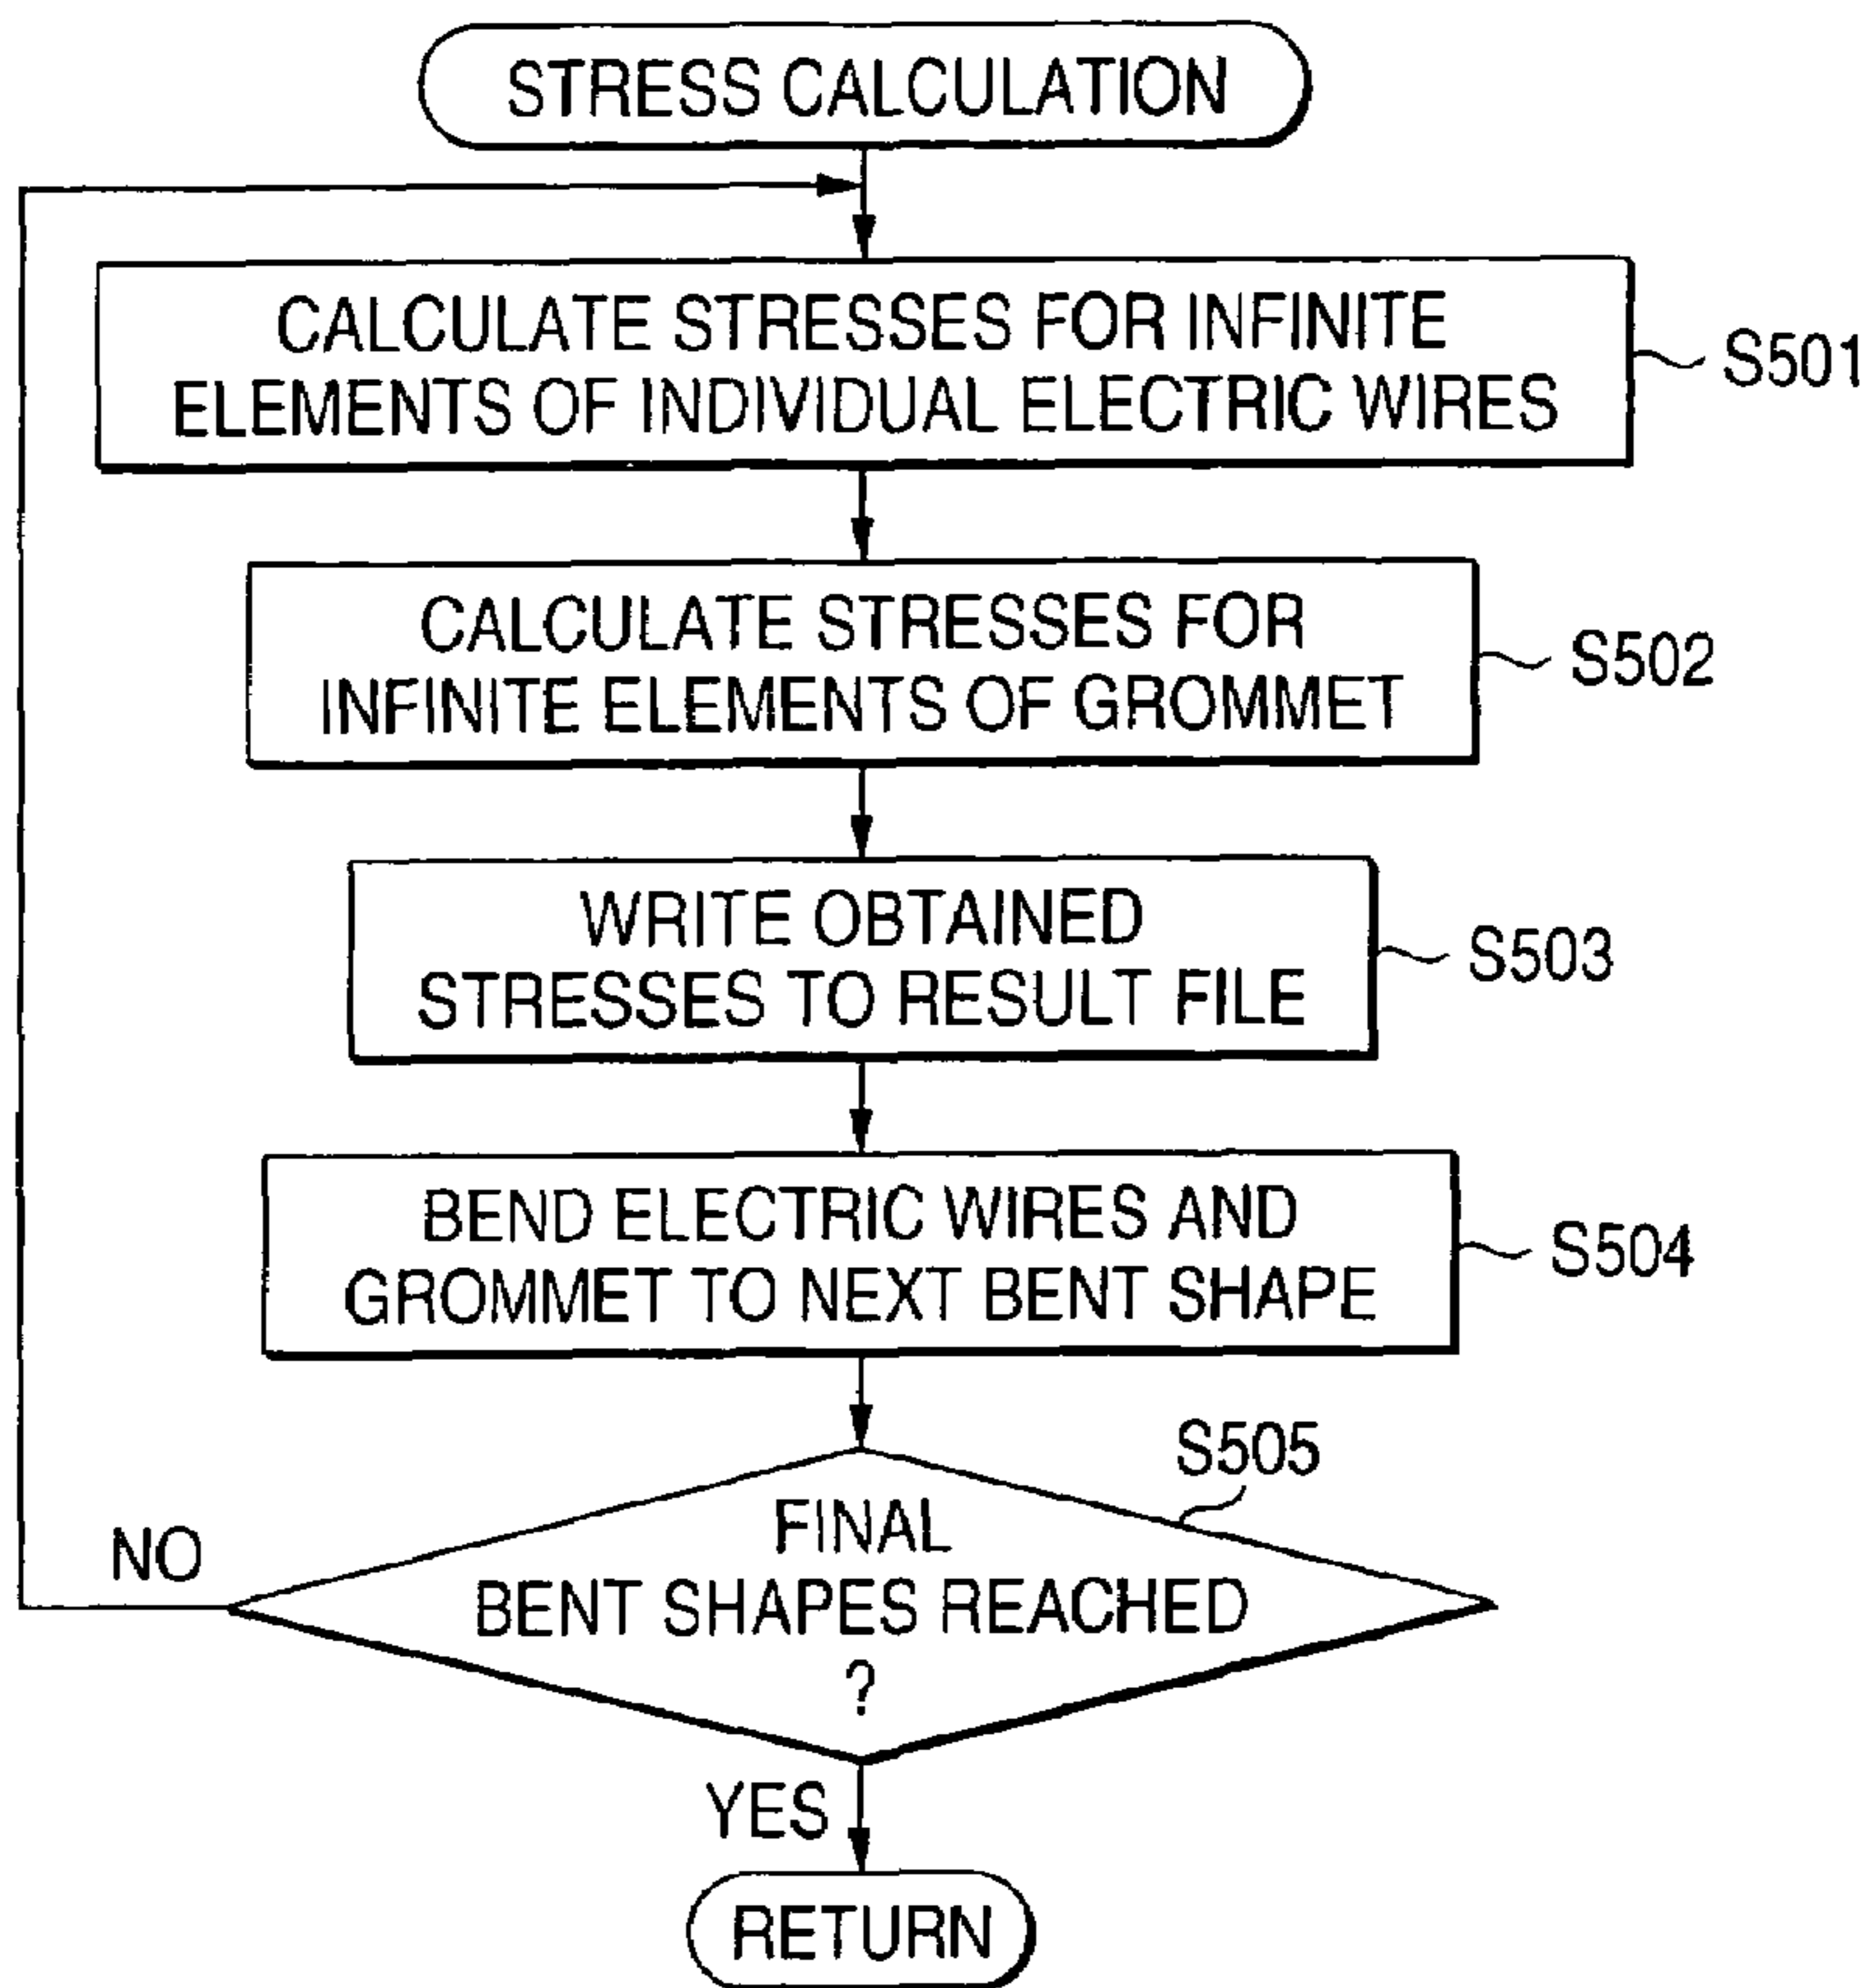 STRESS CALCULATION
CALCULATE STRESSES FOR INFINITE
ELEMENTS OF INDIVIDUAL ELECTRIC WIRES
S501
CALCULATE STRESSES FOR
INFINITE ELEMENTS OF GROMMET
S502
WRITE OBTAINED
STRESSES TO RESULT FILE
S503
BEND ELECTRIC WIRES AND
GROMMET TO NEXT BENT SHAPE
S504
S505
FINAL
BENT SHAPES REACHED
?
NO
YES
RETURN